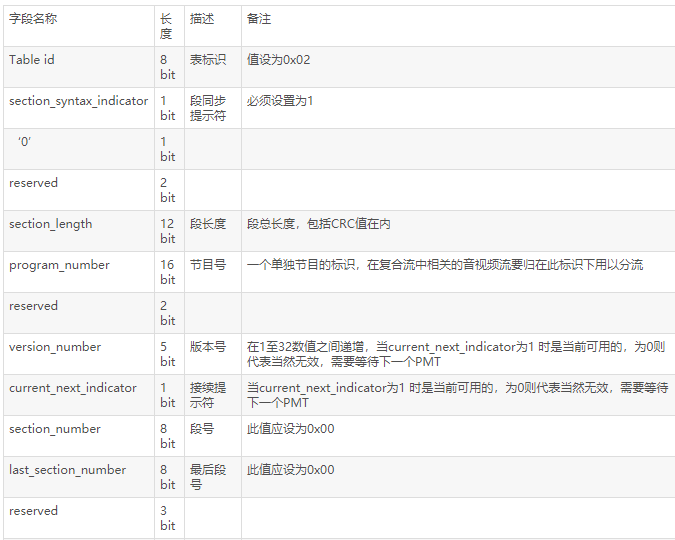 字段名称 长 描述 备注
度
Table id 8 表标识 值设为0x02
bit
section_syntax_indicator 1 段同步 必须设置为1
bit 提示符
‘0’ 1
bit
reserved 2
bit
section_length 12 段长度 段总长度，包括CRC值在内
bit
program_number 16 节目号 一个单独节目的标识，在复合流中相关的音视频流要归在此标识下用以分流
bit
reserved 2
bit
version_number 5 版本号 在1至32数值之间递增，当current_next_indicator为1 时是当前可用的，为0则
bit 代表当然无效，需要等待下一个PMT
current_next_indicator 1 接续提 当current_next_indicator为1 时是当前可用的，为0则代表当然无效，需要等待
bit 示符 下一个PMT
section_number 8 段号 此值应设为0x00
bit
last_section_number 8 最后段 此值应设为0x00
bit 号
reserved 3
bit